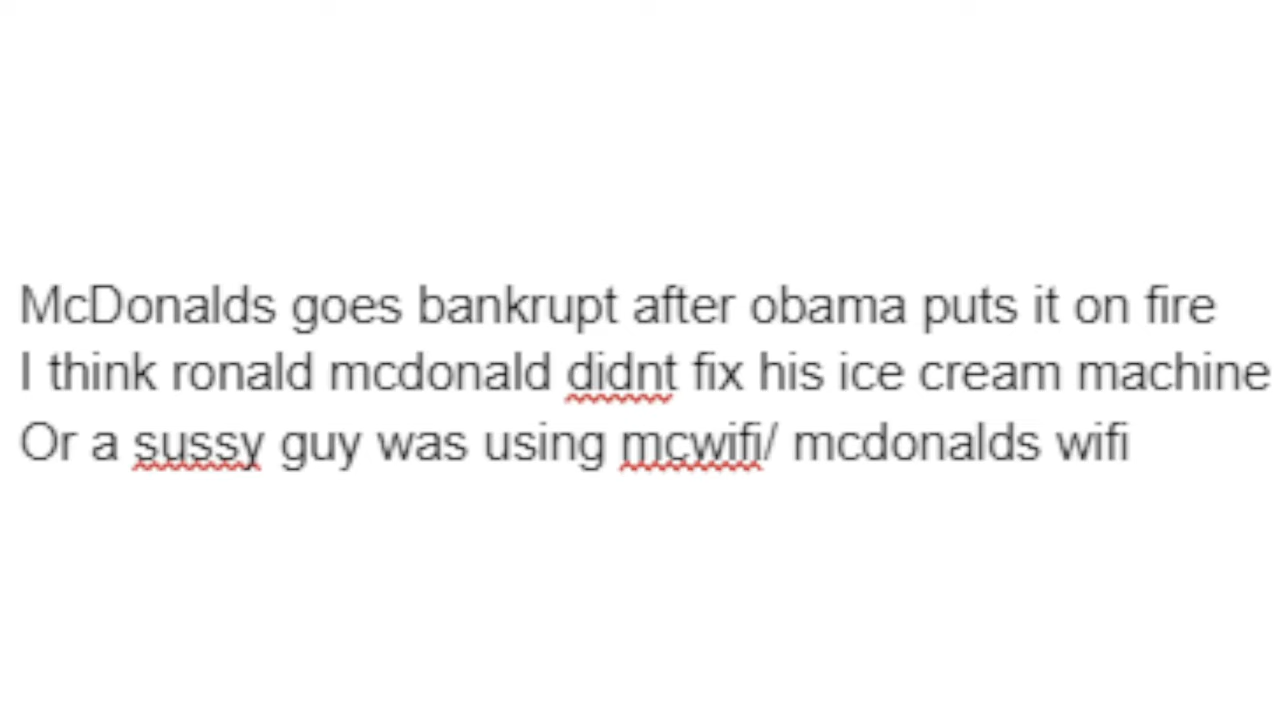 McDonalds goes bankrupt after obama puts it on fire
I think ronald mcdonald didnt fix his ice cream machine
Or a sussy guy was using mcwifi/ mcdonalds wifi